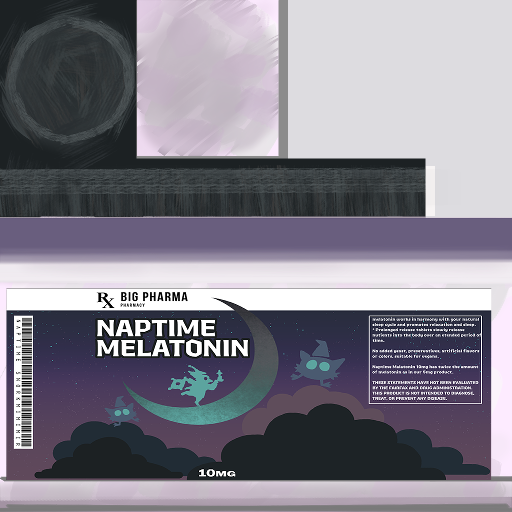 Rx BIG PHARMA
PHARMACY
NAPTIME
MELATONIN
melatonin works in harmony with your natural
sleep cycle and promotes relaxation and sleep.
* Prolonged release tablets slowly release
nutrients into the body over an extended period of
time.
No added sugar, preservatives, artificial flavors
or colors, suitable for vegans.
Naptime Melatonin 10mg has twice the amount
of melatonin as in our 5mg product.
THESE STATEMENTS HAVE NOT BEEN EVALUATED
BY THE FAIRFAX AND DRUG ADMINISTRATION.
THIS PRODUCT IS NOT INTENDED TO DIAGNOSE,
TREAT, OR PREVENT ANY DISEASE.
10MG